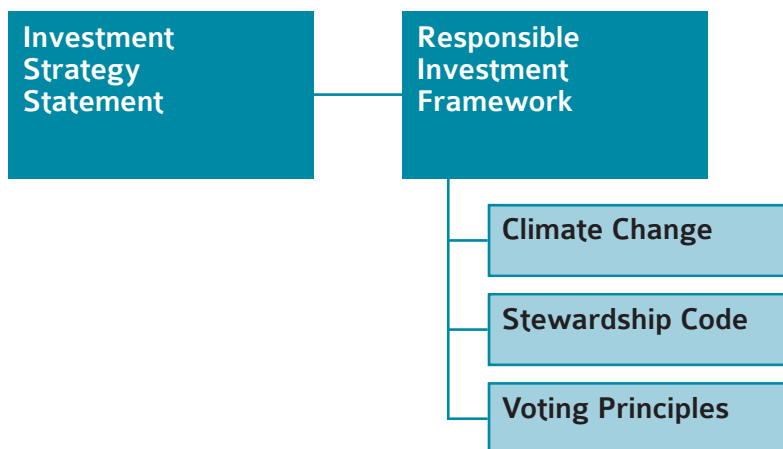 Investment
Strategy
Statement
Responsible
Investment
Framework
Climate Change
Stewardship Code
Voting Principles